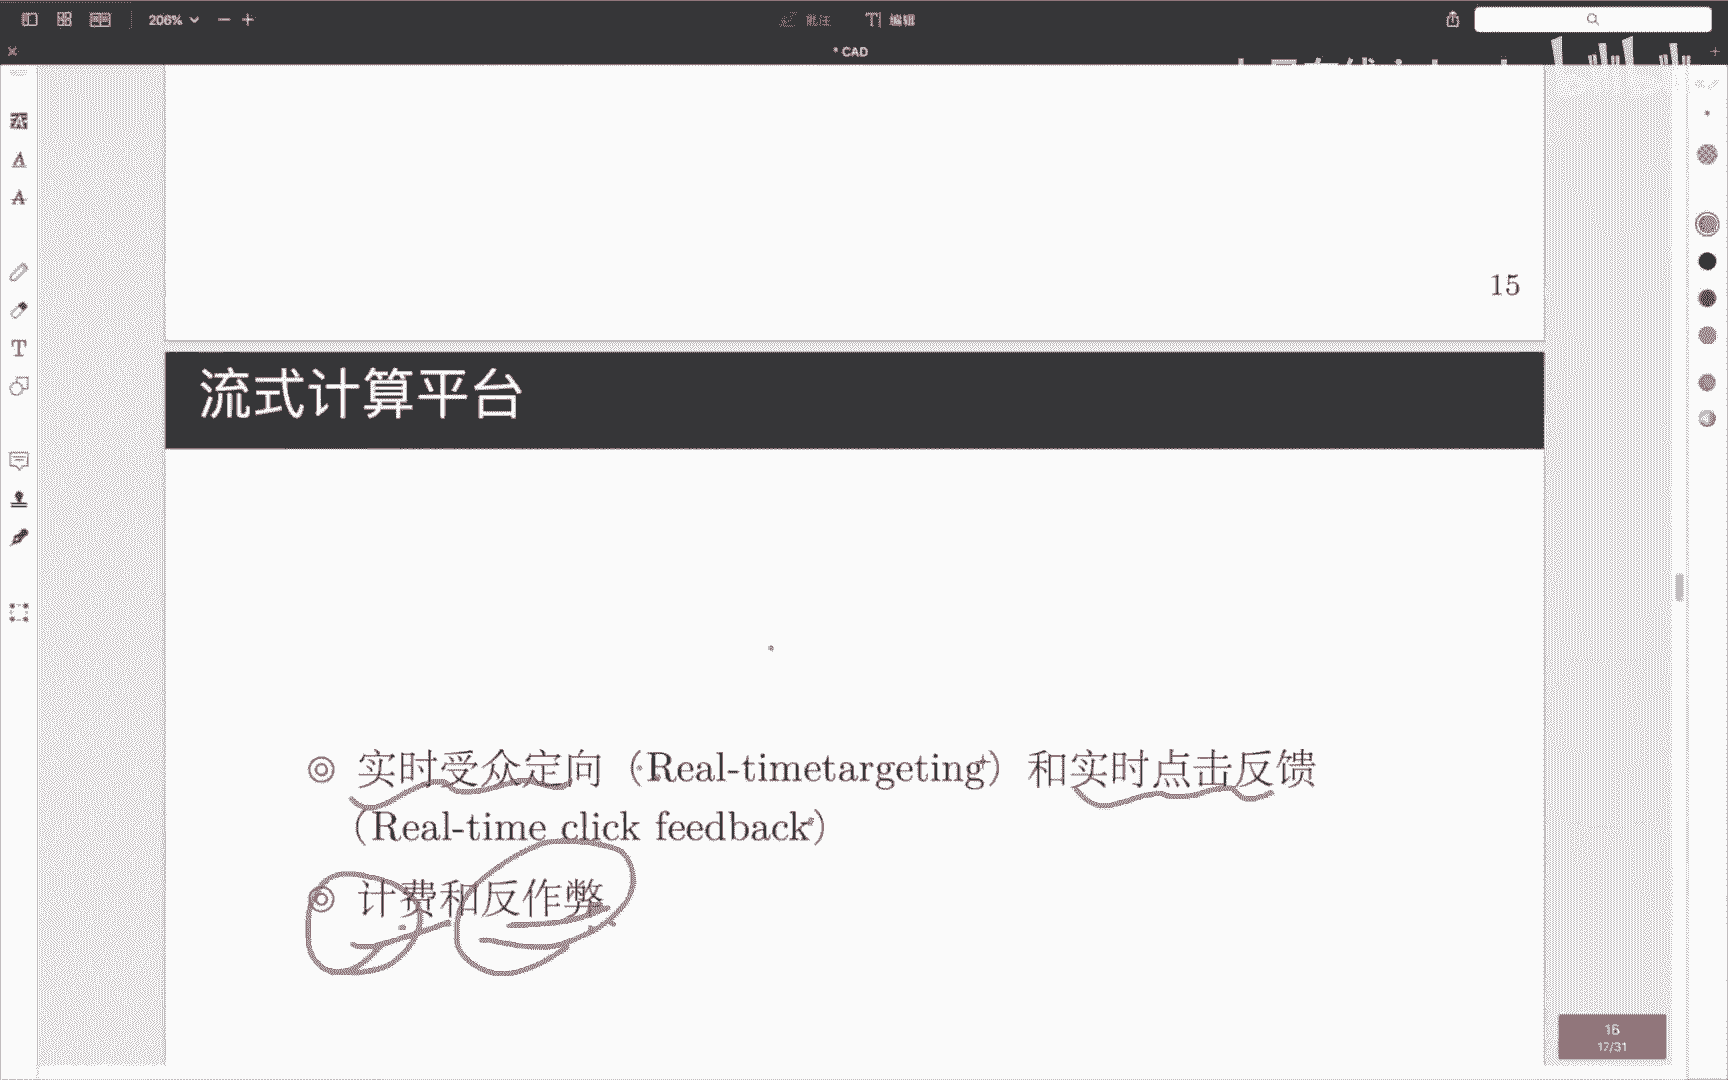 206%
批注
T| 编辑
* CAD
15
流式计算平台
◎ 实时受众定向（Real-timetargeting）和实时点击反馈
（Real-time click feedback）
◎ 计费和反作弊
15
17/31